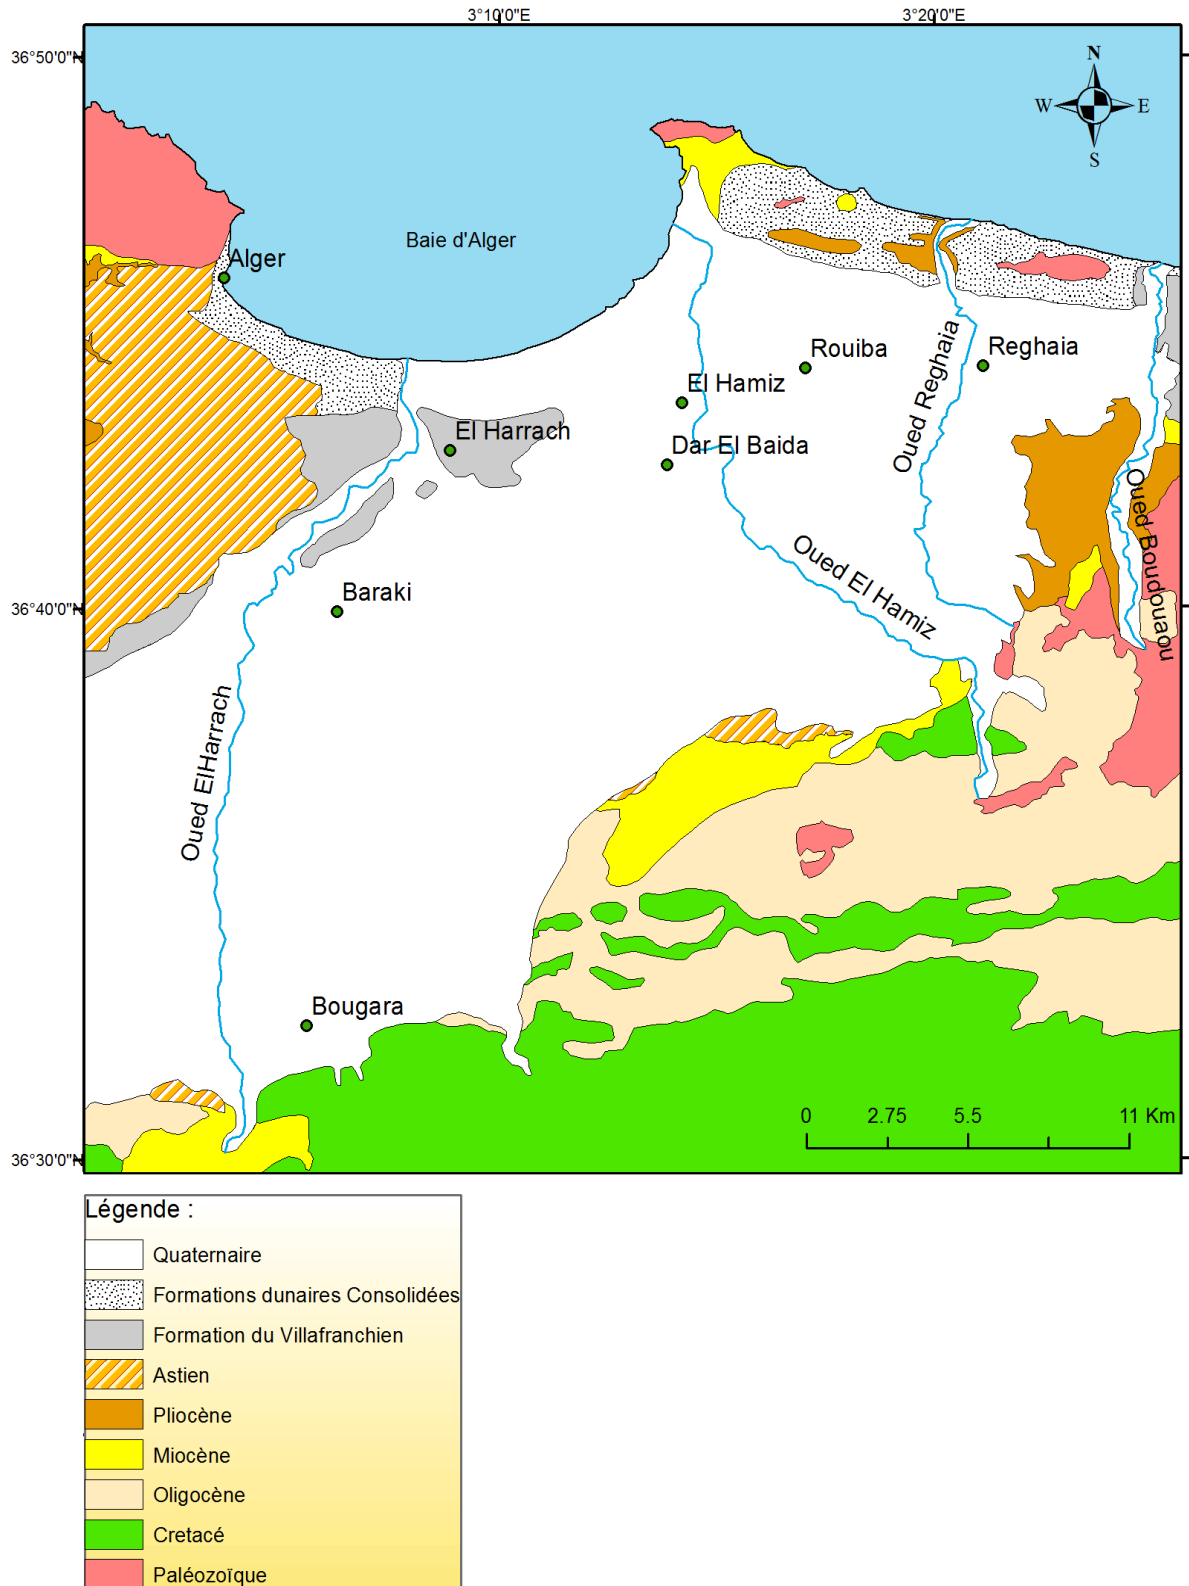 3°10'0"E
3°20'0"E
36°50'0"N
N
W
E
S
Baie d'Alger
Alger
Rouiba
Reghaia
El Hamiz
Oued Reghaia
El Harrach
Dar El Baida
Oued Boudouaou
Oued El Hamiz
Baraki
36°40'0"N
Oued ElHarrach
Bougara
0
2.75
5.5
11 Km
36°30'0"N
Légende :
Quaternaire
Formations dunaires Consolidées
Formation du Villafranchien
Astien
Pliocène
Miocène
Oligocène
Cretacé
Paléozoïque